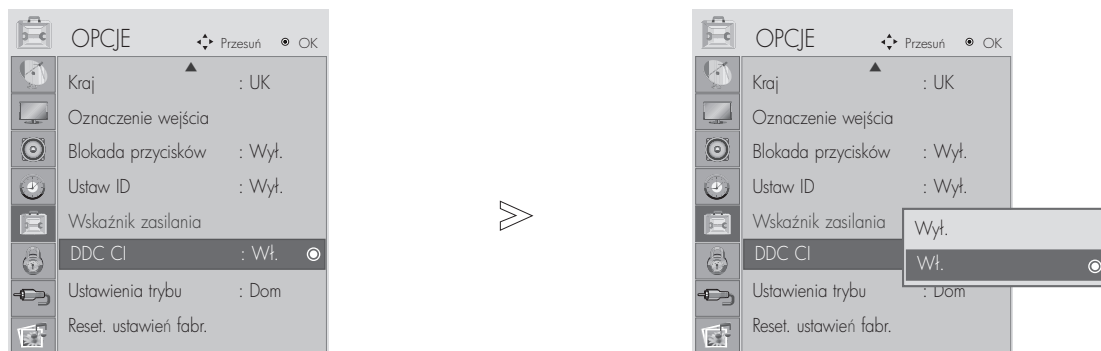 OPCJE Przesuń OK
Kraj : UK
Oznaczenie wejścia
Blokada przycisków : Wył.
Ustaw ID : Wył.
Wskaźnik zasilania
DDC CI : Wł.
Ustawienia trybu : Dom
Reset. ustawień fabr.
>
OPCJE Przesuń OK
Kraj : UK
Oznaczenie wejścia
Blokada przycisków : Wył.
Ustaw ID : Wył.
Wskaźnik zasilania
Wył.
DDC CI
Wł.
Ustawienia trybu : Dom
Reset. ustawień fabr.